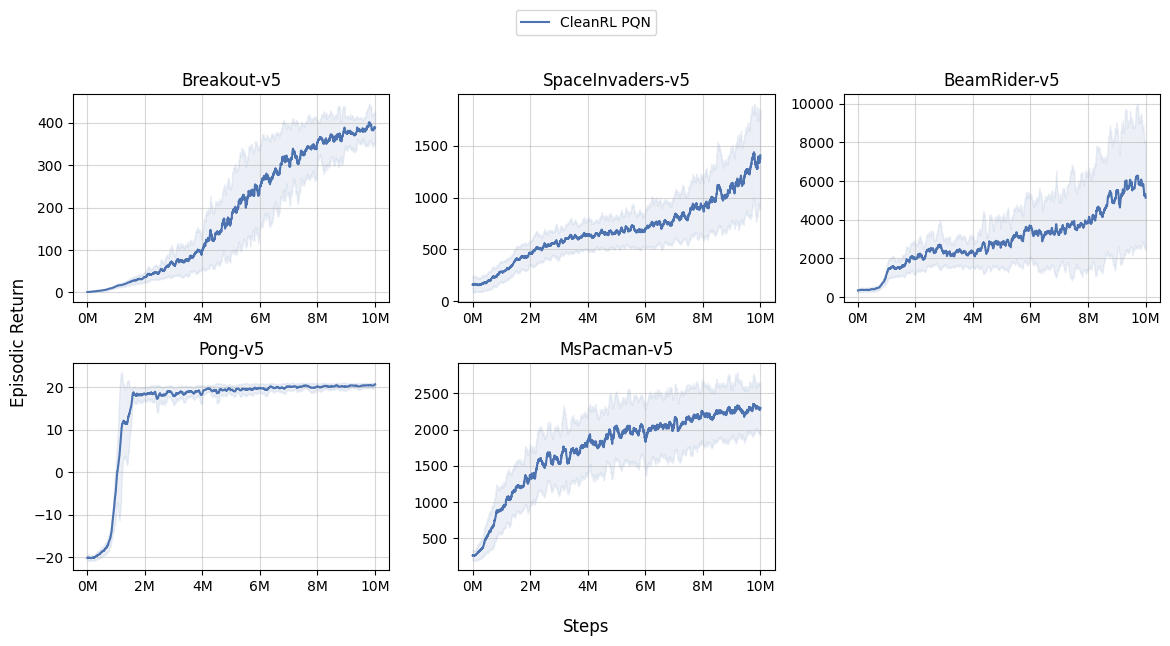 CleanRL PQN
Breakout-v5
400
300
200
100
0
0M 2M 4M 6M 8M 10M
SpaceInvaders-v5
1500
1000
500
0
0M 2M 4M 6M 8M 10M
BeamRider-v5
10000
8000
6000
4000
2000
0
0M 2M 4M 6M 8M 10M
Episodic Return
Pong-v5
20
10
0
−10
−20
0M 2M 4M 6M 8M 10M
MsPacman-v5
2500
2000
1500
1000
500
0M 2M 4M 6M 8M 10M
Steps